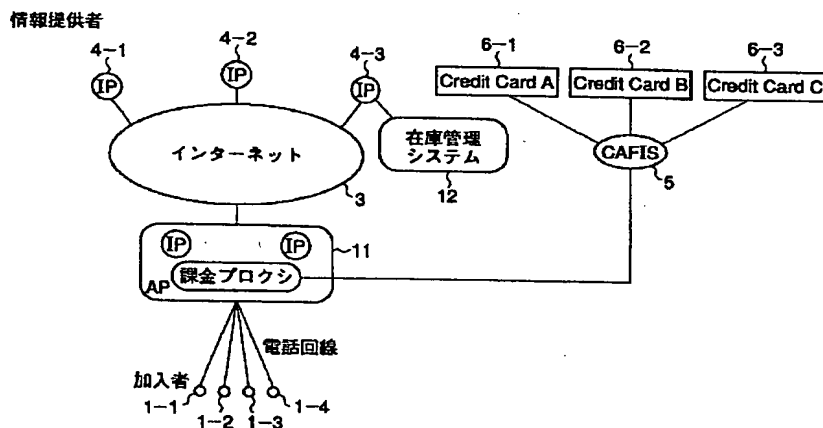 情報提供者
4-1
4-2
4-3
6-1
6-2
6-3
IP
IP
IP
Credit Card A
Credit Card B
Credit Card C
インターネット
在庫管理
システム
CAFIS
3
12
5
IP
IP
11
AP
課金プロクシ
電話回線
加入者
1-1
1-2
1-3
1-4